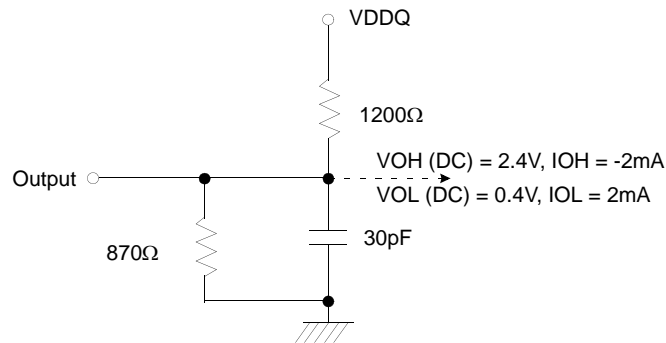 VDDQ
1200Ω
VOH (DC) = 2.4V, IOH = -2mA
Output
VOL (DC) = 0.4V, IOL = 2mA
870Ω
30pF